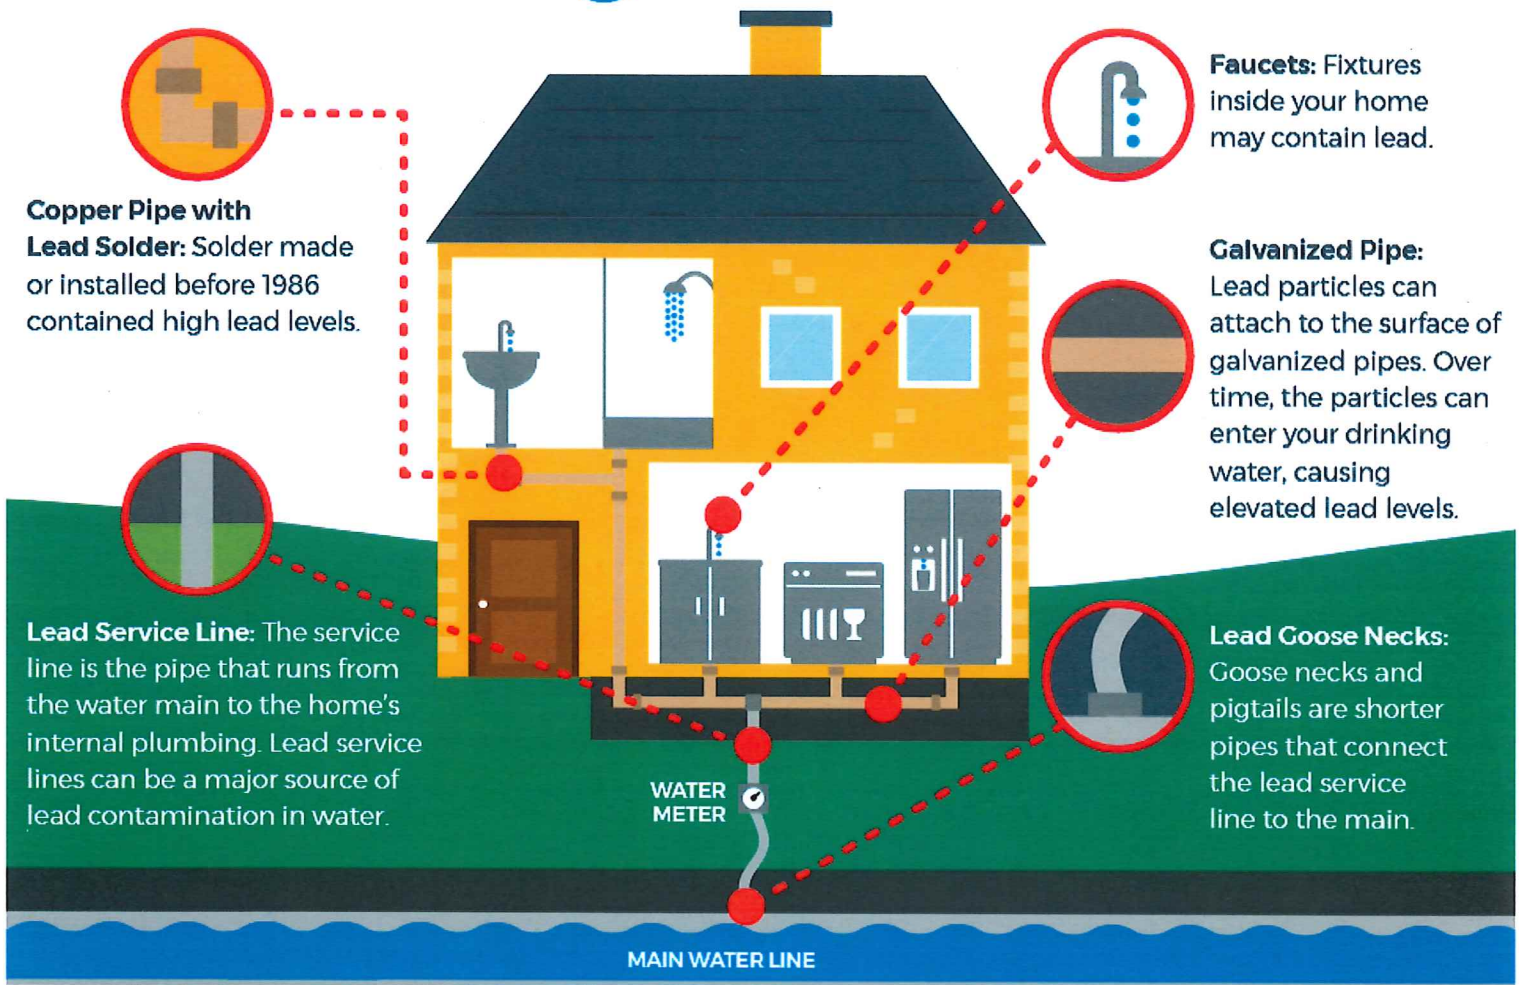 Copper Pipe with
Lead Solder: Solder made
or installed before 1986
contained high lead levels.
Faucets: Fixtures
inside your home
may contain lead.
Galvanized Pipe:
Lead particles can
attach to the surface of
galvanized pipes. Over
time, the particles can
enter your drinking
water, causing
elevated lead levels.
Lead Service Line: The service
line is the pipe that runs from
the water main to the home's
internal plumbing. Lead service
lines can be a major source of
lead contamination in water.
Lead Goose Necks:
Goose necks and
pigtails are shorter
pipes that connect
the lead service
line to the main.
WATER
METER
MAIN WATER LINE